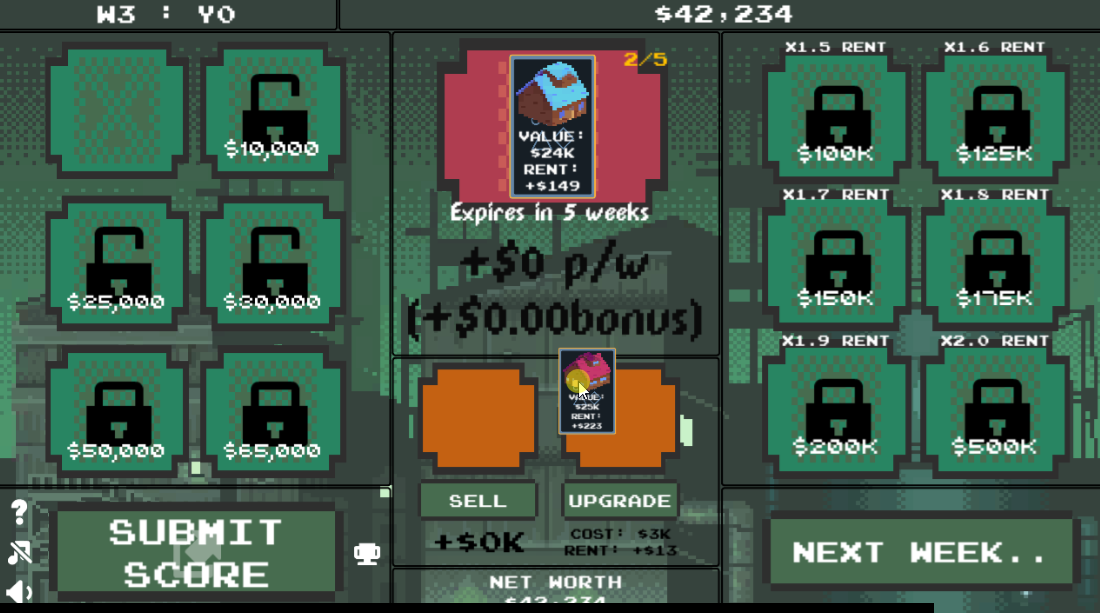 W3 : YO
$42,234
$10,000
$25,000
$30,000
$50,000
$65,000
SUBMIT
SCORE
?
2/5
VALUE:
$24K
RENT:
+$149
Expires in 5 weeks
+$0 p/w
(+$0.00bonus)
VALUE:
$25K
RENT:
+$223
SELL
UPGRADE
+$0K
COST: $3K
RENT: +$13
NET WORTH
$42,234
X1.5 RENT
X1.6 RENT
$100K
$125K
X1.7 RENT
X1.8 RENT
$150K
$175K
X1.9 RENT
X2.0 RENT
$200K
$500K
NEXT WEEK..